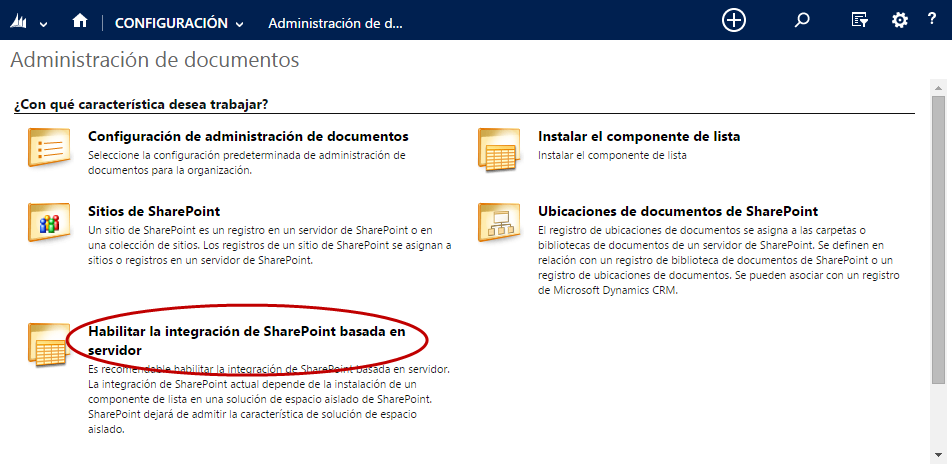 CONFIGURACIÓN
Administración de d...
?
Administración de documentos
¿Con qué característica desea trabajar?
Configuración de administración de documentos
Seleccione la configuración predeterminada de administración de
documentos para la organización.
Instalar el componente de lista
Instalar el componente de lista
Sitios de SharePoint
Un sitio de SharePoint es un registro en un servidor de SharePoint o en
una colección de sitios. Los registros de un sitio de SharePoint se asignan a
sitios o registros en un servidor de SharePoint.
Ubicaciones de documentos de SharePoint
El registro de ubicaciones de documentos se asigna a las carpetas o
bibliotecas de documentos de un servidor de SharePoint. Se definen en
relación con un registro de biblioteca de documentos de SharePoint o un
registro de ubicaciones de documentos. Se pueden asociar con un registro
de Microsoft Dynamics CRM.
Habilitar la integración de SharePoint basada en
servidor
Es recomendable habilitar la integración de SharePoint basada en servidor.
La integración de SharePoint actual depende de la instalación de un
componente de lista en una solución de espacio aislado de SharePoint.
SharePoint dejará de admitir la característica de solución de espacio
aislado.